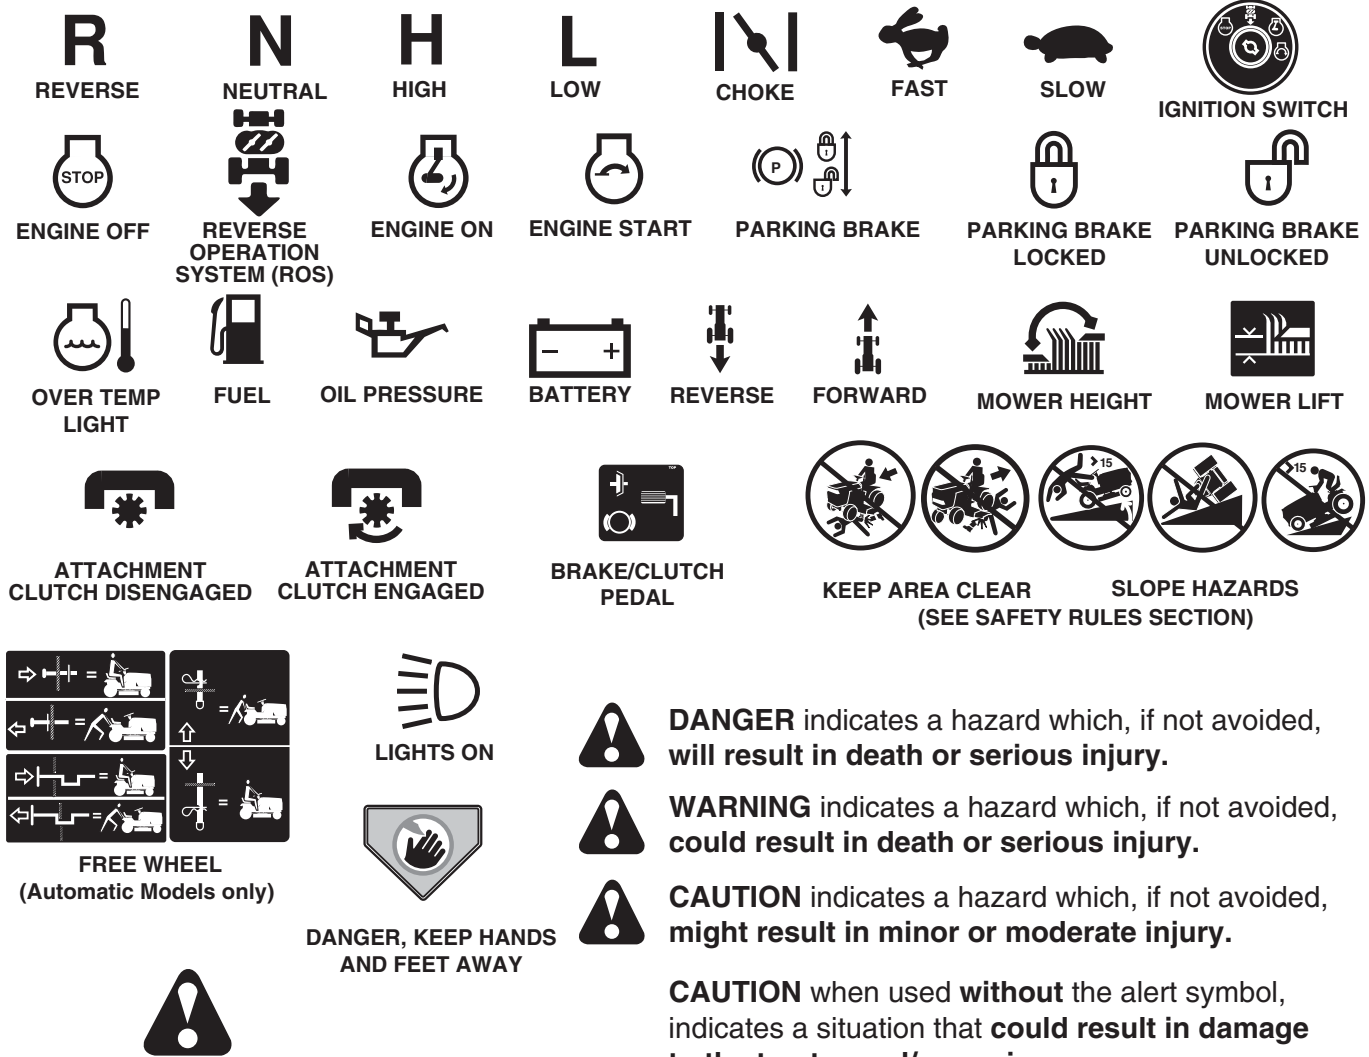 R N H L
REVERSE NEUTRAL HIGH LOW CHOKE FAST SLOW IGNITION SWITCH
STOP P
ENGINE OFF REVERSE OPERATION SYSTEM (ROS) ENGINE ON ENGINE START PARKING BRAKE PARKING BRAKE LOCKED PARKING BRAKE UNLOCKED
OVER TEMP LIGHT FUEL OIL PRESSURE BATTERY REVERSE FORWARD MOWER HEIGHT MOWER LIFT
TOP >15 >15
ATTACHMENT CLUTCH DISENGAGED ATTACHMENT CLUTCH ENGAGED BRAKE/CLUTCH PEDAL KEEP AREA CLEAR SLOPE HAZARDS
(SEE SAFETY RULES SECTION)
FREE WHEEL
(Automatic Models only)
LIGHTS ON
DANGER, KEEP HANDS
AND FEET AWAY
DANGER indicates a hazard which, if not avoided,
will result in death or serious injury.
WARNING indicates a hazard which, if not avoided,
could result in death or serious injury.
CAUTION indicates a hazard which, if not avoided,
might result in minor or moderate injury.
CAUTION when used without the alert symbol,
indicates a situation that could result in damage